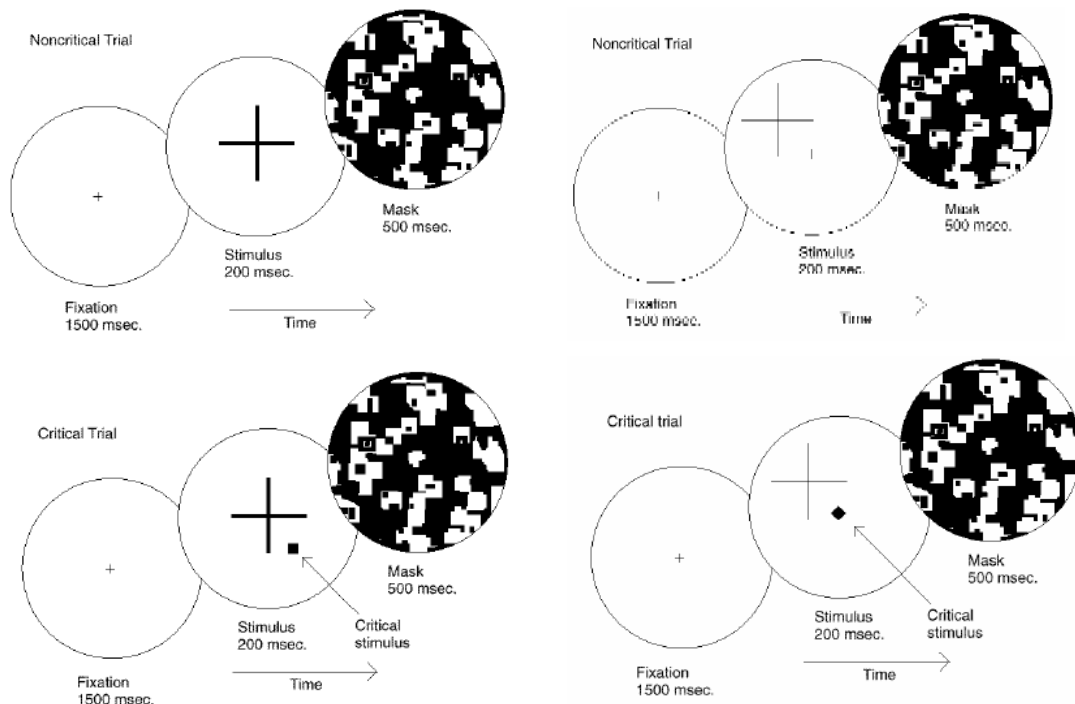 Noncritical Trial
Mask
500 msec.
Stimulus
200 msec.
Fixation
1500 msec.
Time
Noncritical Trial
Mask
500 msec.
Stimulus
200 msec.
Fixation
1500 msec.
Time
Critical Trial
Mask
500 msec.
Stimulus
200 msec.
Critical
stimulus
Fixation
1500 msec.
Time
Critical trial
Mask
500 msec.
Stimulus
200 msec.
Critical
stimulus
Fixation
1500 msec.
Time